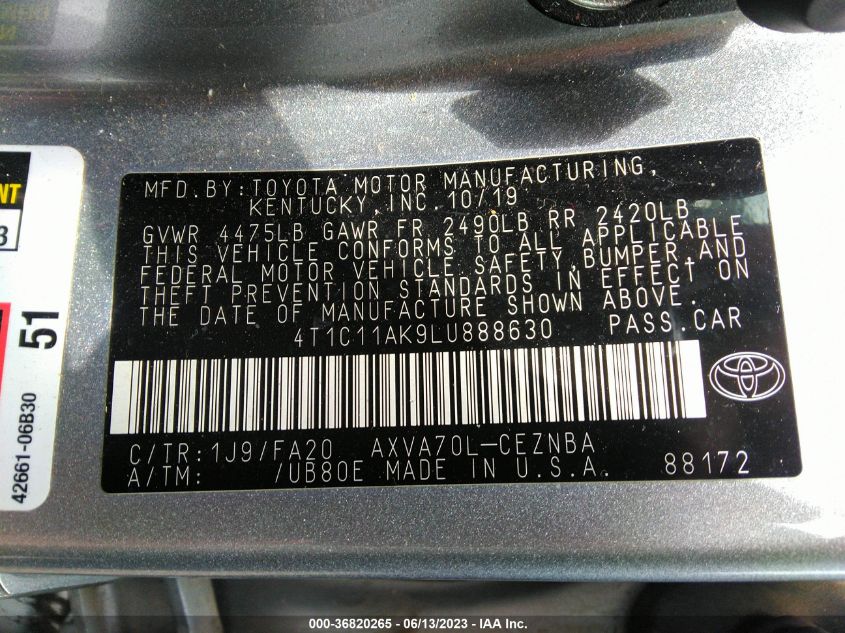 MFD. BY: TOYOTA MOTOR MANUFACTURING,
KENTUCKY, INC. 10/19
GVWR 4475LB GAWR FR 2490LB RR 2420LB
THIS VEHICLE CONFORMS TO ALL APPLICABLE
FEDERAL MOTOR VEHICLE SAFETY, BUMPER, AND
THEFT PREVENTION STANDARDS IN EFFECT ON
THE DATE OF MANUFACTURE SHOWN ABOVE.
4T1C11AK9LU888630 PASS. CAR
C/TR: 1J9/FA20 AXVA70L-CEZNBA
A/TM: /UB80E MADE IN U.S.A. 88172
51
42661-06B30
000-36820265 - 06/13/2023 - IAA Inc.